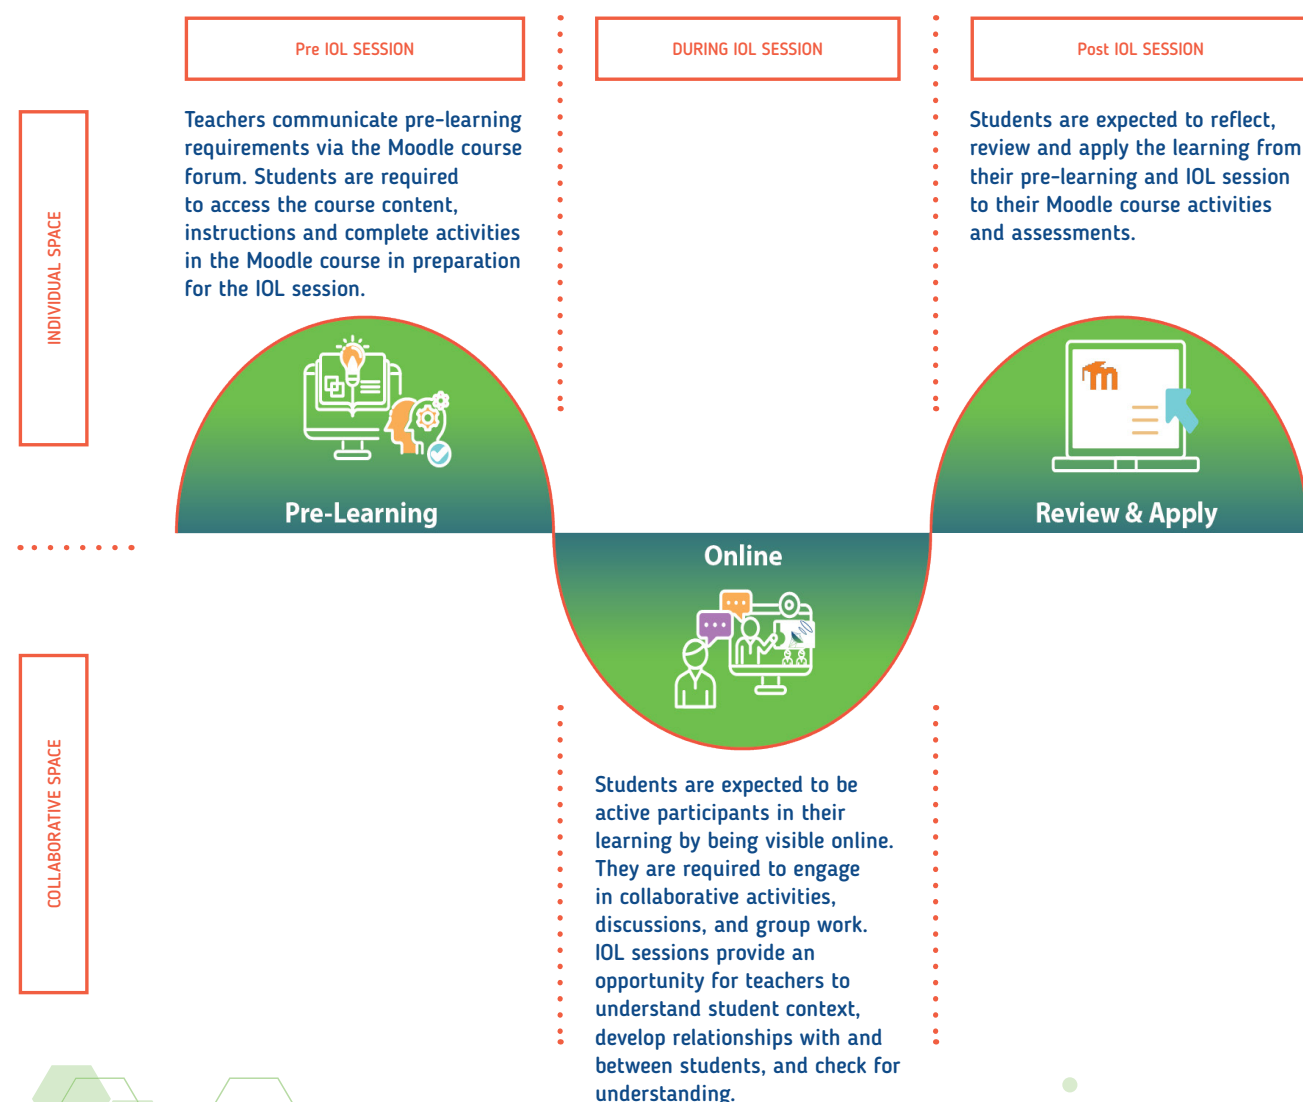 Pre IOL SESSION
DURING IOL SESSION
Post IOL SESSION
INDIVIDUAL SPACE
Teachers communicate pre-learning
requirements via the Moodle course
forum. Students are required
to access the course content,
instructions and complete activities
in the Moodle course in preparation
for the IOL session.
Students are expected to reflect,
review and apply the learning from
their pre-learning and IOL session
to their Moodle course activities
and assessments.
Pre-Learning
Review & Apply
Online
COLLABORATIVE SPACE
Students are expected to be
active participants in their
learning by being visible online.
They are required to engage
in collaborative activities,
discussions, and group work.
IOL sessions provide an
opportunity for teachers to
understand student context,
develop relationships with and
between students, and check for
understanding.